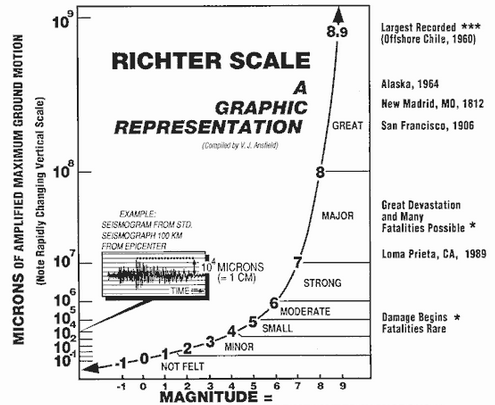 RICHTER SCALE
A
GRAPHIC
REPRESENTATION
(Compiled by V. J. Ansfield)
MICRONS OF AMPLIFIED MAXIMUM GROUND MOTION
(Note Rapidly Changing Vertical Scale)
10⁹
10⁸
10⁷
10⁶
10⁵
10⁴
10²
10⁻¹
EXAMPLE:
SEISMOGRAM FROM STD.
SEISMOGRAPH 100 KM
FROM EPICENTER
10⁴ MICRONS
(= 1 CM)
TIME
8.9
8
7
6
5
4
3
2
1
0
-1
GREAT
MAJOR
STRONG
MODERATE
SMALL
MINOR
NOT FELT
Largest Recorded ***
(Offshore Chile, 1960)
Alaska, 1964
New Madrid, MO, 1812
San Francisco, 1906
Great Devastation
and Many
Fatalities Possible *
Loma Prieta, CA, 1989
Damage Begins *
Fatalities Rare
-1 0 1 2 3 4 5 6 7 8 9
MAGNITUDE =